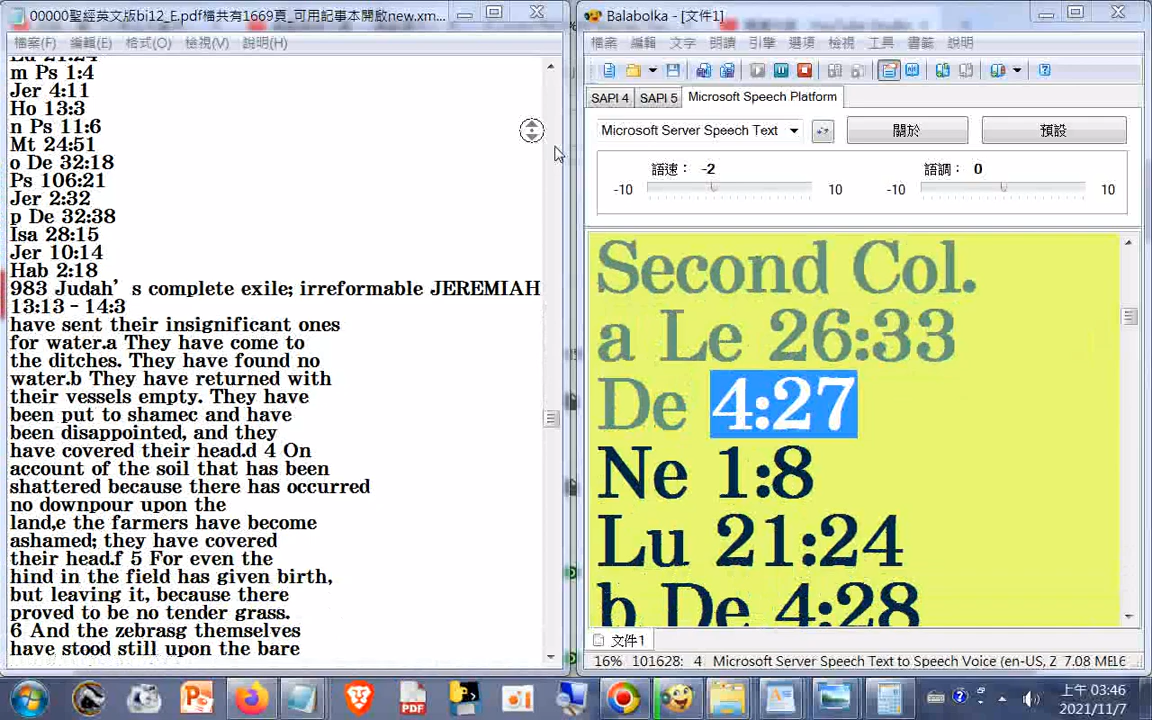 00000聖經英文版bi12_E.pdf檔共有1669頁_可用記事本開啟new.xm...
檔案(F) 編輯(E) 格式(O) 檢視(V) 說明(H)
Lu 21:24
m Ps 1:4
Jer 4:11
Ho 13:3
n Ps 11:6
Mt 24:51
o De 32:18
Ps 106:21
Jer 2:32
p De 32:38
Isa 28:15
Jer 10:14
Hab 2:18
983 Judah’s complete exile; irreformable JEREMIAH
13:13 - 14:3
have sent their insignificant ones
for water.a They have come to
the ditches. They have found no
water.b They have returned with
their vessels empty. They have
been put to shamec and have
been disappointed, and they
have covered their head.d 4 On
account of the soil that has been
shattered because there has occurred
no downpour upon the
land,e the farmers have become
ashamed; they have covered
their head.f 5 For even the
hind in the field has given birth,
but leaving it, because there
proved to be no tender grass.
6 And the zebrasg themselves
have stood still upon the bare
Balabolka - [文件1]
檔案 編輯 文字 朗讀 引擎 選項 檢視 工具 書籤 說明
SAPI 4 SAPI 5 Microsoft Speech Platform
Microsoft Server Speech Text 關於 預設
語速： -2 語調： 0
-10 10 -10 10
Second Col.
a Le 26:33
De 4:27
Ne 1:8
Lu 21:24
b De 4:28
文件1
16% 101628: 4 Microsoft Server Speech Text to Speech Voice (en-US, Z 7.08 МЕL6
上午 03:46
2021/11/7